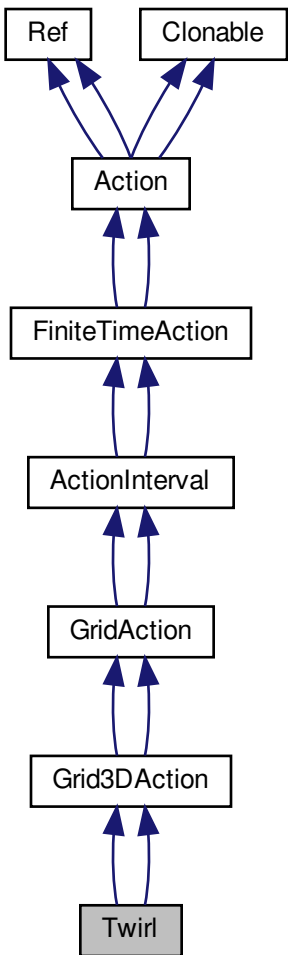 Ref
Clonable
Action
FiniteTimeAction
ActionInterval
GridAction
Grid3DAction
Twirl